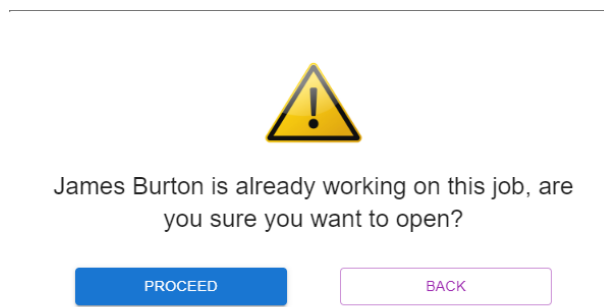 James Burton is already working on this job, are
you sure you want to open?
PROCEED
BACK